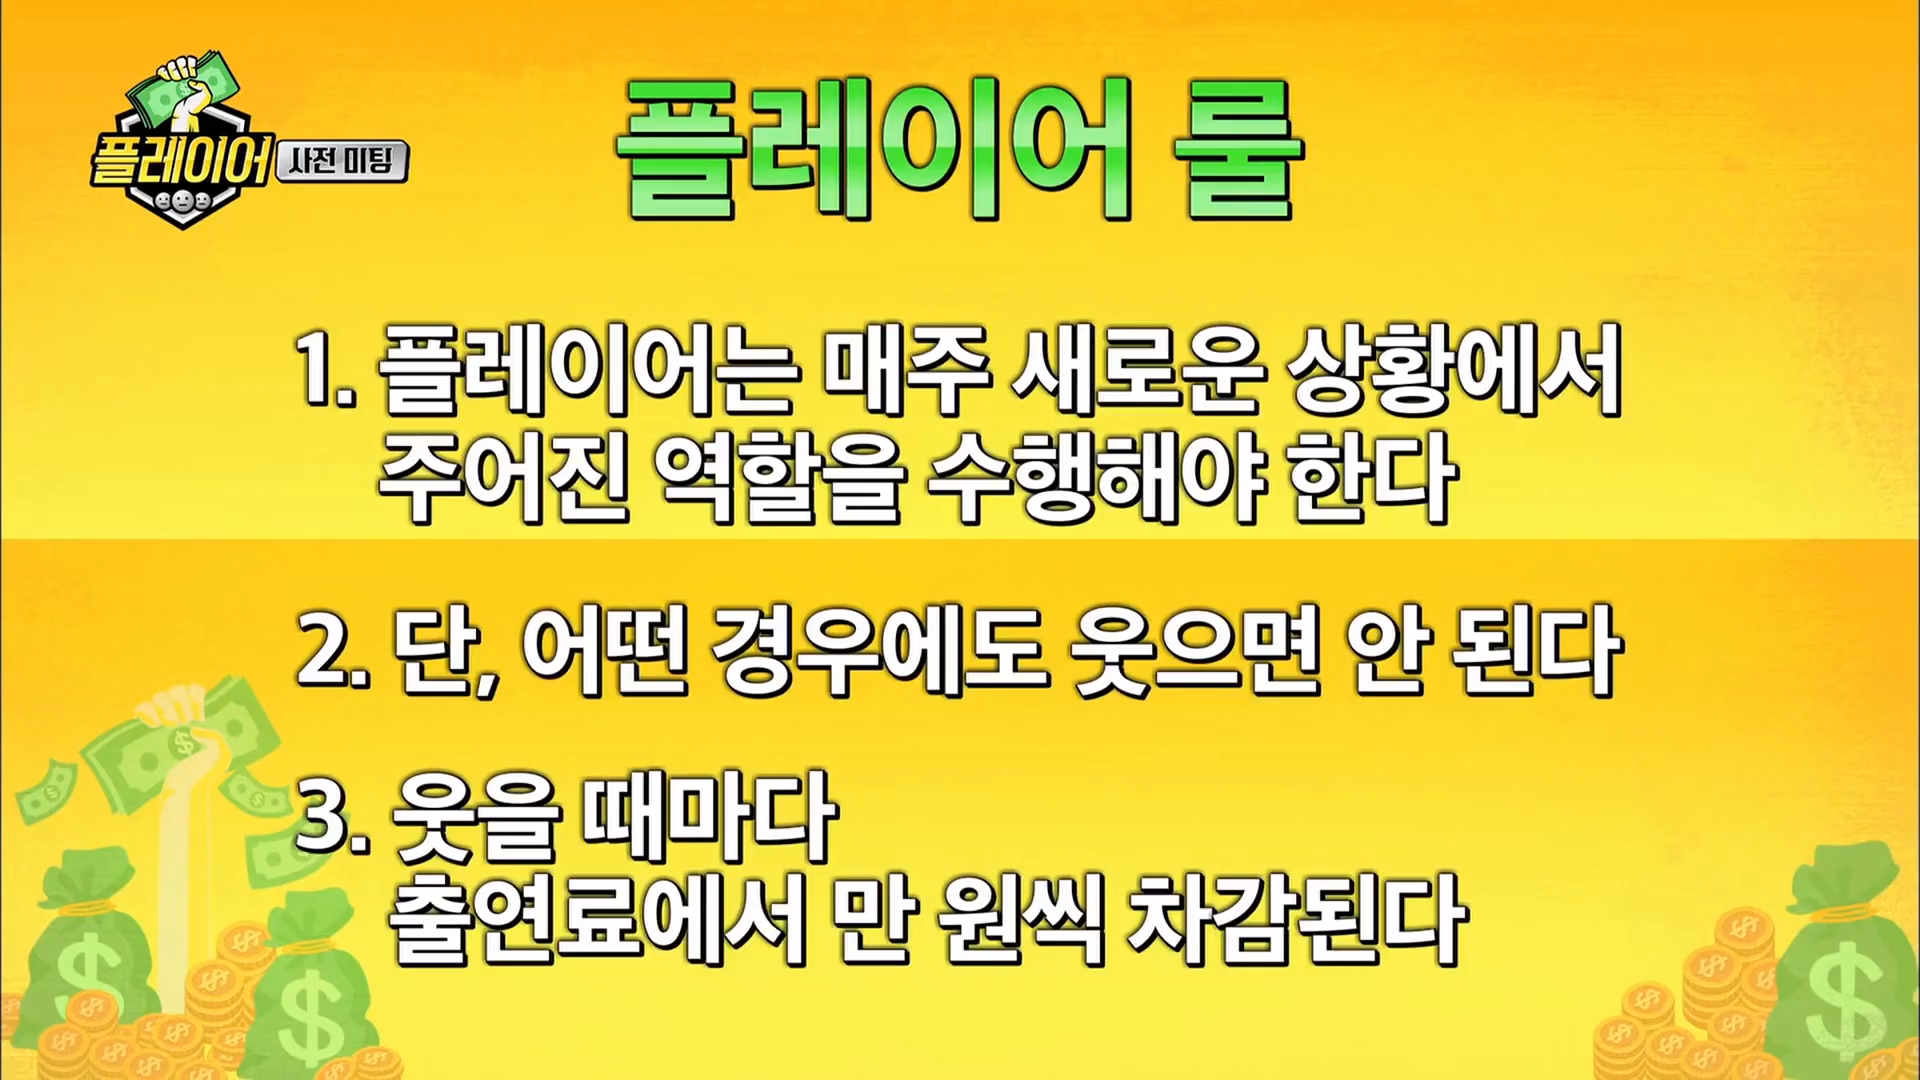 플레이어
사전 미팅
플레이어 룰
1. 플레이어는 매주 새로운 상황에서
주어진 역할을 수행해야 한다
2. 단, 어떤 경우에도 웃으면 안 된다
3. 웃을 때마다
출연료에서 만 원씩 차감된다